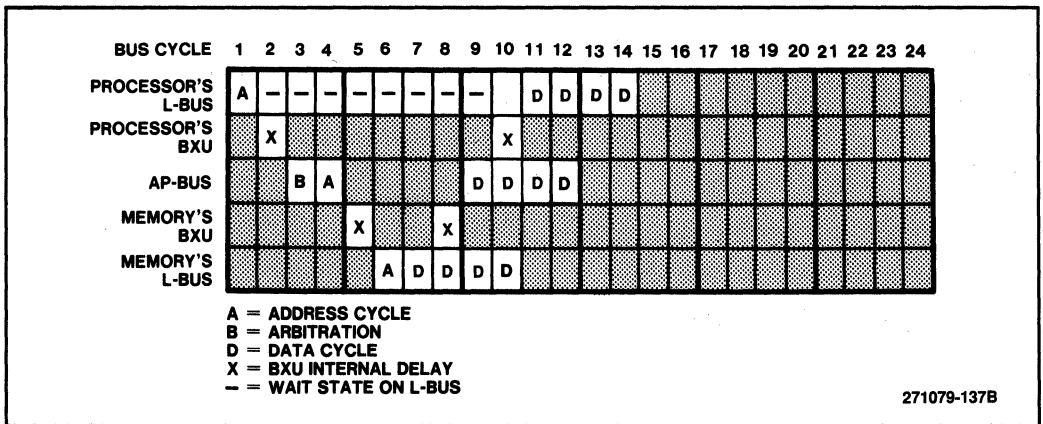 BUS CYCLE 1 2 3 4 5 6 7 8 9 10 11 12 13 14 15 16 17 18 19 20 21 22 23 24
PROCESSOR'S
L-BUS A – – – – – – – – D D D D
PROCESSOR'S
BXU X X
AP-BUS B A D D D D
MEMORY'S
BXU X X
MEMORY'S
L-BUS A D D D D
A = ADDRESS CYCLE
B = ARBITRATION
D = DATA CYCLE
X = BXU INTERNAL DELAY
– = WAIT STATE ON L-BUS
271079-137B